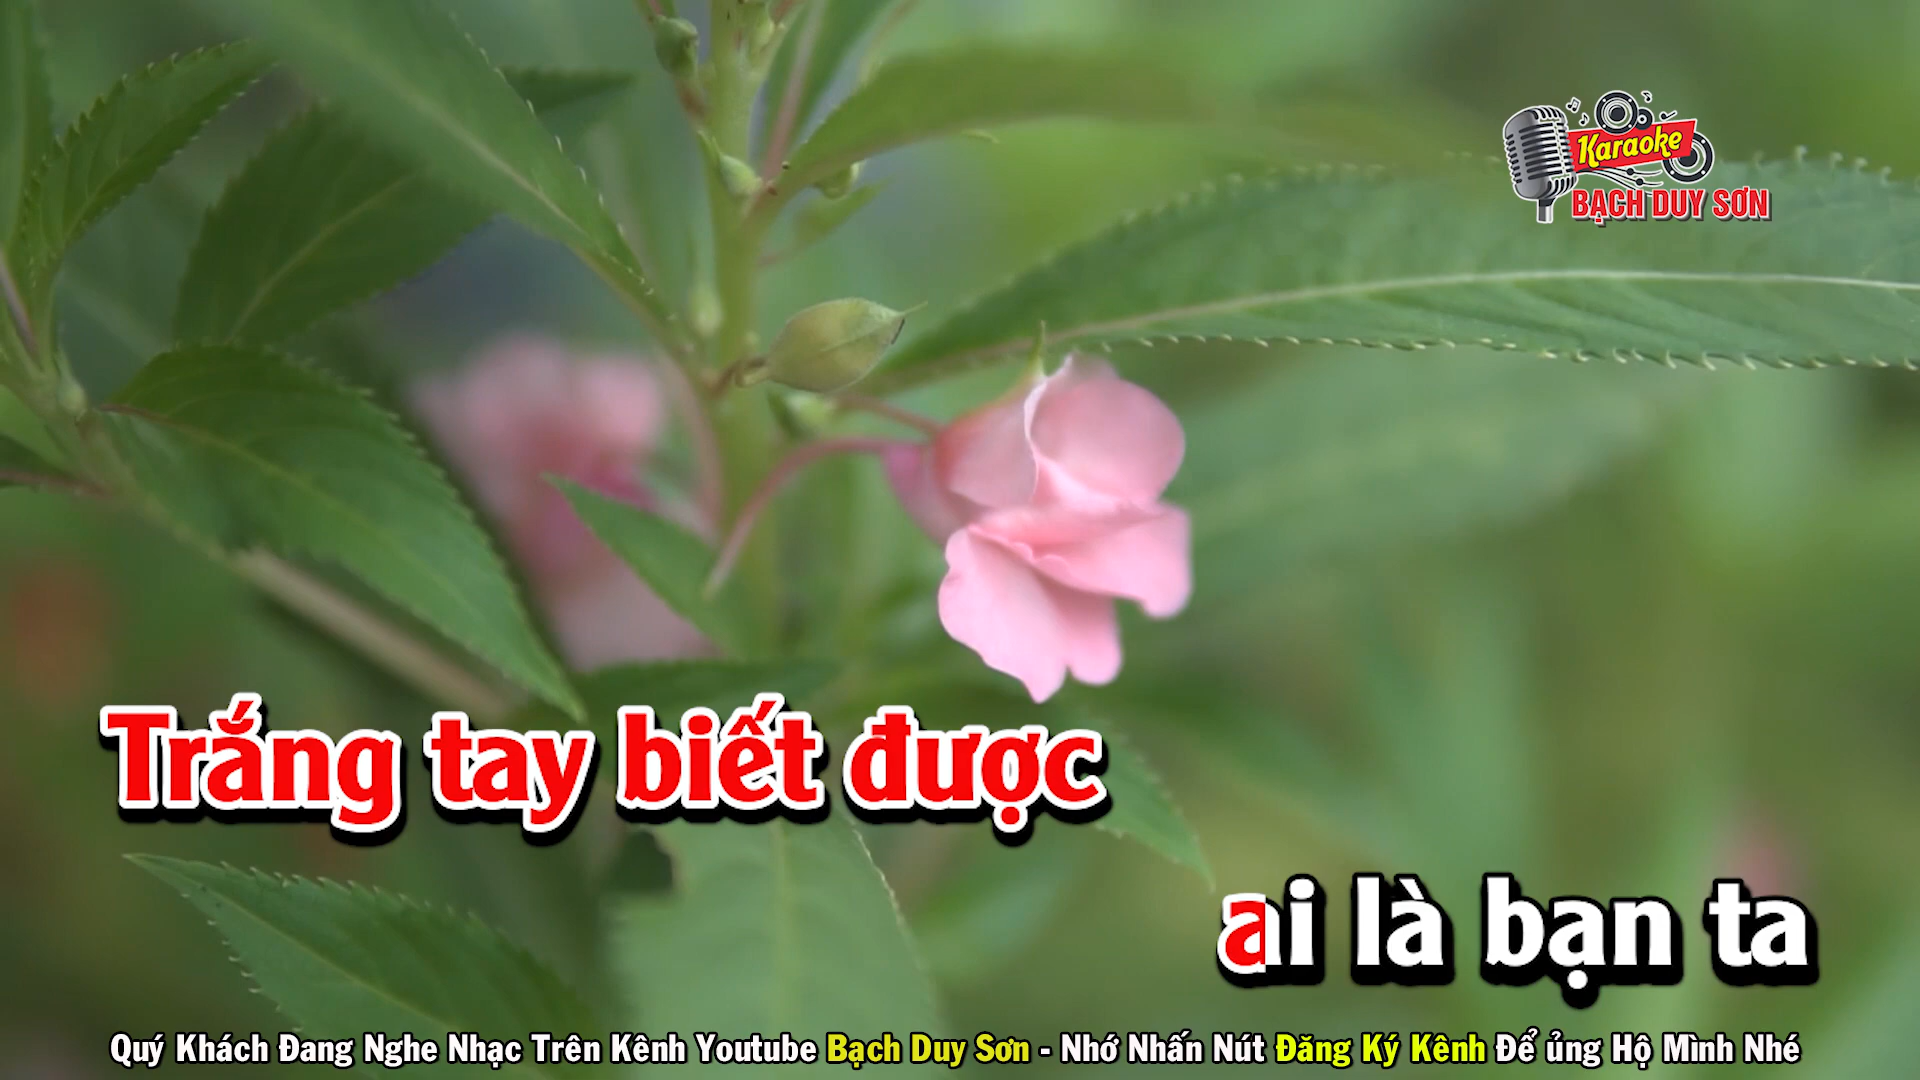 Karaoke
BẠCH DUY SƠN
Trắng tay biết được
ai là bạn ta
Quý Khách Đang Nghe Nhạc Trên Kênh Youtube Bạch Duy Sơn - Nhớ Nhấn Nút Đăng Ký Kênh Để ủng Hộ Mình Nhé